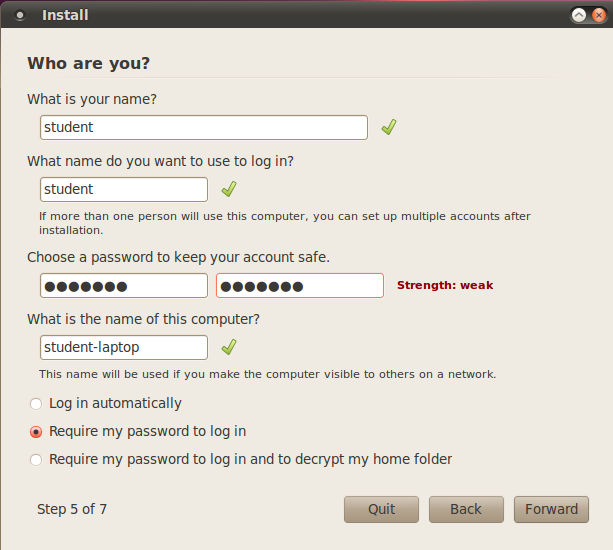 Install
Who are you?
What is your name?
student
What name do you want to use to log in?
student
If more than one person will use this computer, you can set up multiple accounts after
installation.
Choose a password to keep your account safe.
●●●●●●● ●●●●●●● Strength: weak
What is the name of this computer?
student-laptop
This name will be used if you make the computer visible to others on a network.
Log in automatically
Require my password to log in
Require my password to log in and to decrypt my home folder
Step 5 of 7 Quit Back Forward